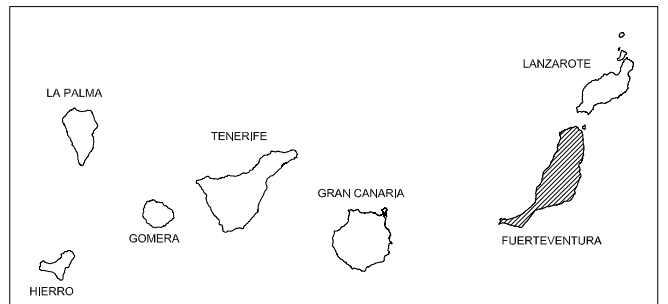 LANZAROTE
LA PALMA
TENERIFE
GRAN CANARIA
GOMERA
FUERTEVENTURA
HIERRO